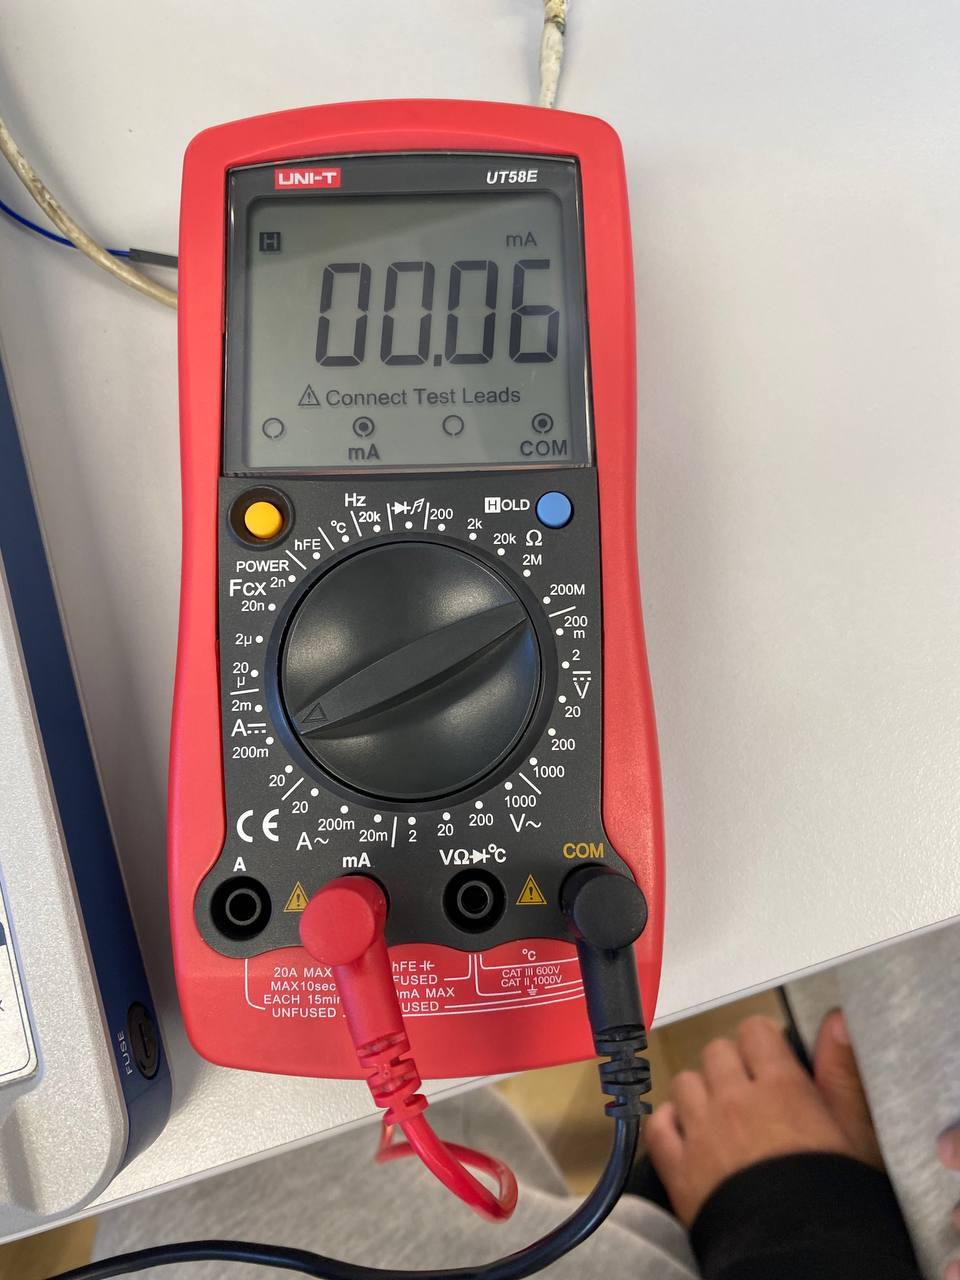 UNI-T UT58E
H mA
00.06
Connect Test Leads
mA COM
HOLD
Hz
20k
200
2k
20k
Ω
2M
200M
℃
hFE
POWER
Fcx 2n
20n
2μ
20
μ
2m
A
200m
20
200
m
2
V
20
200
1000
20
200m
20m
A~
2
20
200
1000
V~
CE
A mA VΩ ℃ COM
℃
20A MAX
MAX10sec
EACH 15min
UNFUSED
hFE
FUSED
mA MAX
USED
CAT III 600V
CAT II 1000V
FUSE